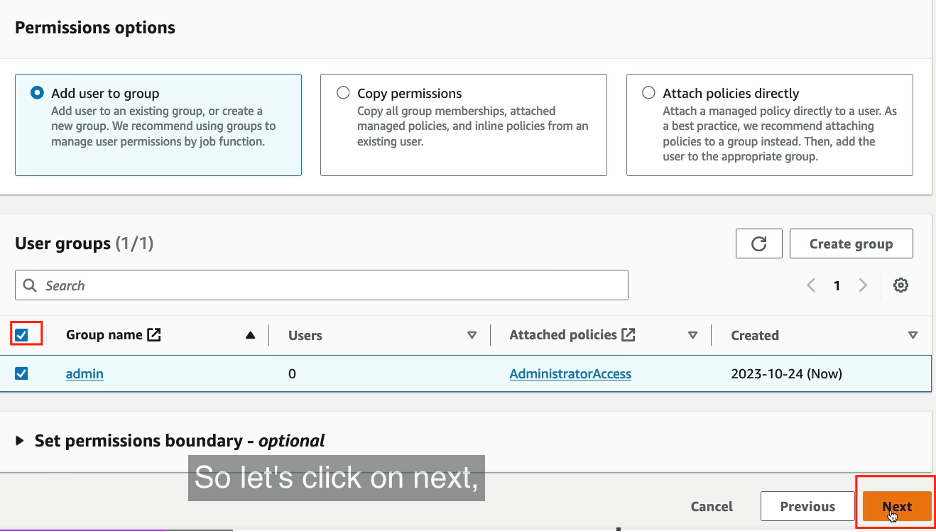 Permissions options
Add user to group
Add user to an existing group, or create a
new group. We recommend using groups to
manage user permissions by job function.
Copy permissions
Copy all group memberships, attached
managed policies, and inline policies from an
existing user.
Attach policies directly
Attach a managed policy directly to a user. As
a best practice, we recommend attaching
policies to a group instead. Then, add the
user to the appropriate group.
User groups (1/1)
Create group
Search
1
Group name
Users
Attached policies
Created
admin
0
AdministratorAccess
2023-10-24 (Now)
Set permissions boundary - optional
So let's click on next,
Cancel
Previous
Next